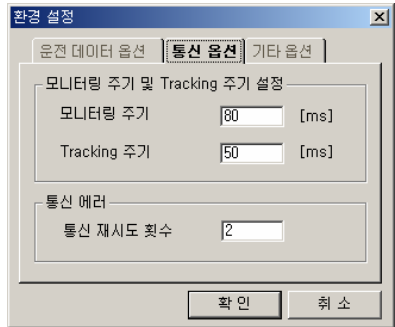 환경 설정
운전 데이터 옵션 통신 옵션 기타 옵션
모니터링 주기 및 Tracking 주기 설정
모니터링 주기 80 [ms]
Tracking 주기 50 [ms]
통신 에러
통신 재시도 횟수 2
확 인 취 소